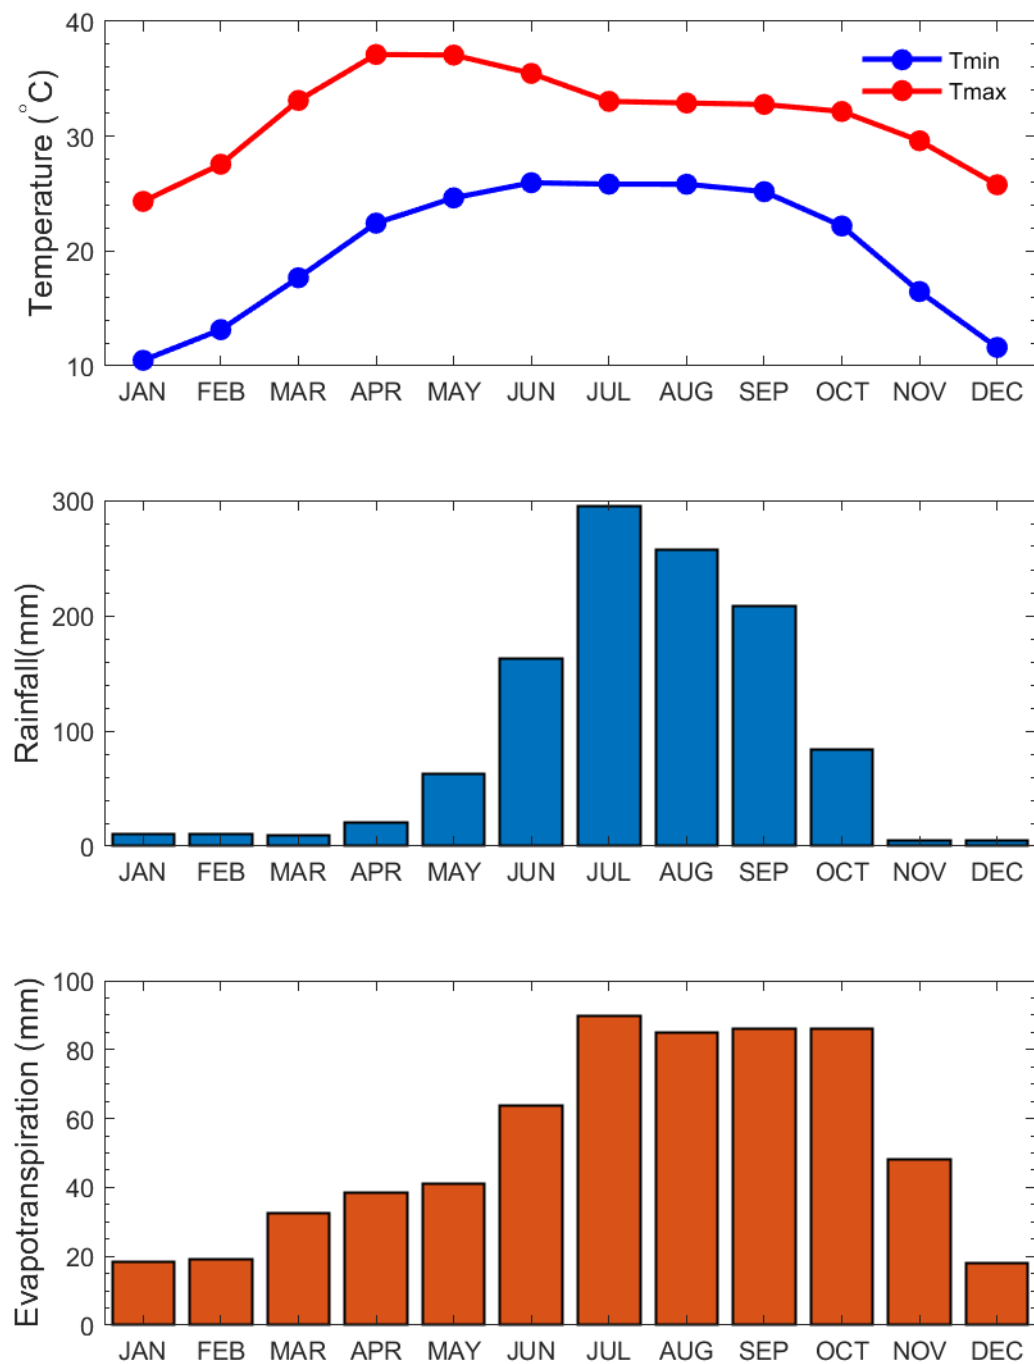 Temperature (°C)
40
30
20
10
Tmin
Tmax
JAN FEB MAR APR MAY JUN JUL AUG SEP OCT NOV DEC
Rainfall(mm)
300
200
100
0
JAN FEB MAR APR MAY JUN JUL AUG SEP OCT NOV DEC
Evapotranspiration (mm)
100
80
60
40
20
0
JAN FEB MAR APR MAY JUN JUL AUG SEP OCT NOV DEC